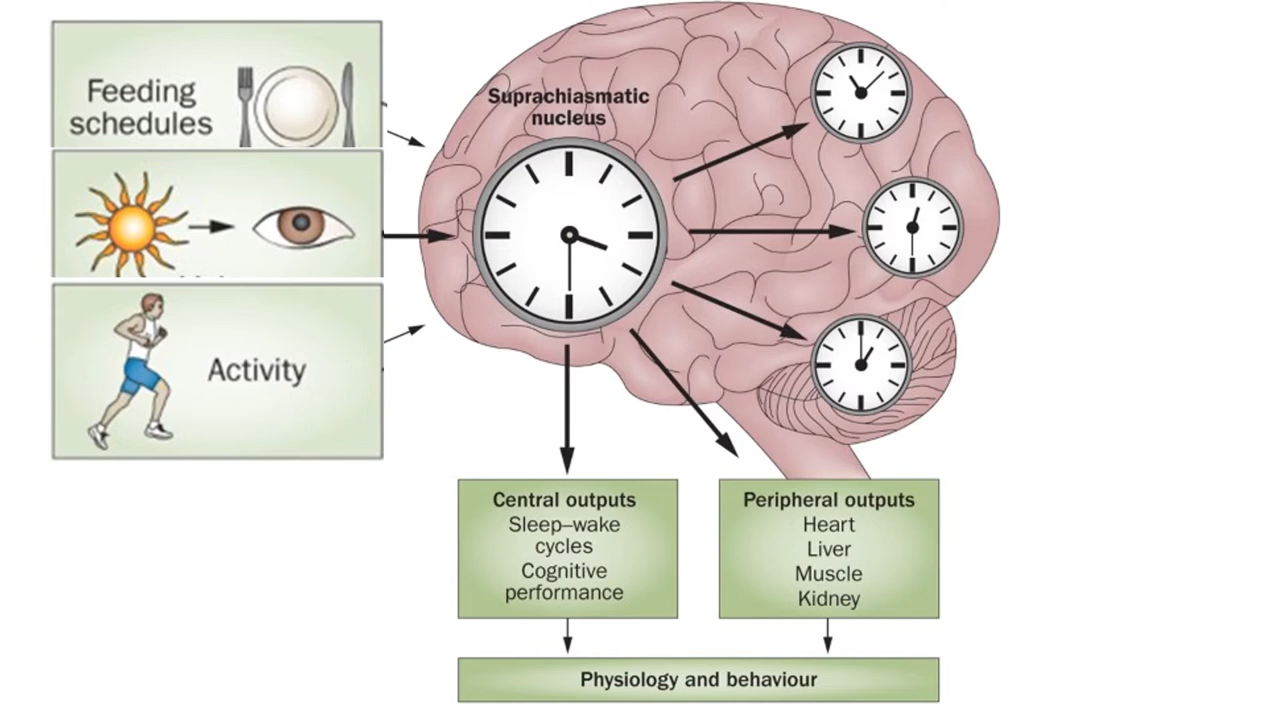 Feeding
schedules
Suprachiasmatic
nucleus
Activity
Central outputs
Sleep–wake
cycles
Cognitive
performance
Peripheral outputs
Heart
Liver
Muscle
Kidney
Physiology and behaviour